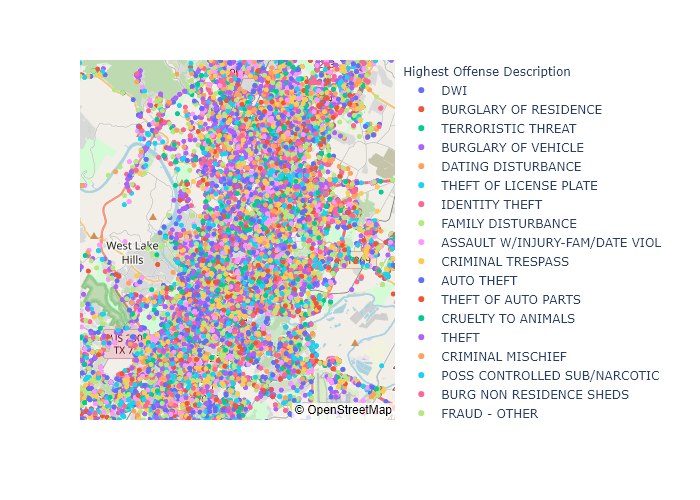 Highest Offense Description
DWI
BURGLARY OF RESIDENCE
TERRORISTIC THREAT
BURGLARY OF VEHICLE
DATING DISTURBANCE
THEFT OF LICENSE PLATE
IDENTITY THEFT
FAMILY DISTURBANCE
ASSAULT W/INJURY-FAM/DATE VIOL
CRIMINAL TRESPASS
AUTO THEFT
THEFT OF AUTO PARTS
CRUELTY TO ANIMALS
THEFT
CRIMINAL MISCHIEF
POSS CONTROLLED SUB/NARCOTIC
BURG NON RESIDENCE SHEDS
FRAUD - OTHER
West Lake
Hills
© OpenStreetMap